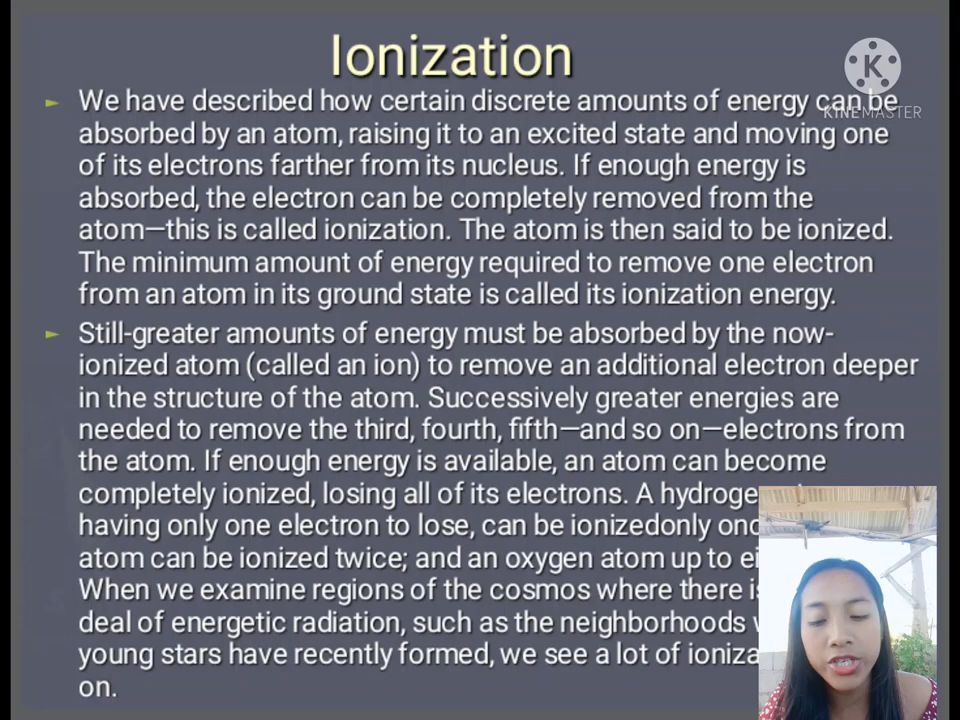 Ionization
► We have described how certain discrete amounts of energy can be
absorbed by an atom, raising it to an excited state and moving one
of its electrons farther from its nucleus. If enough energy is
absorbed, the electron can be completely removed from the
atom—this is called ionization. The atom is then said to be ionized.
The minimum amount of energy required to remove one electron
from an atom in its ground state is called its ionization energy.
► Still-greater amounts of energy must be absorbed by the now-
ionized atom (called an ion) to remove an additional electron deeper
in the structure of the atom. Successively greater energies are
needed to remove the third, fourth, fifth—and so on—electrons from
the atom. If enough energy is available, an atom can become
completely ionized, losing all of its electrons. A
having only one electron to lose, can be ionizedonly
atom can be ionized twice; and an oxygen atom up to
When we examine regions of the cosmos where there
deal of energetic radiation, such as the neighborhoods
young stars have recently formed, we see a lot of
on.
K
KINEMASTER